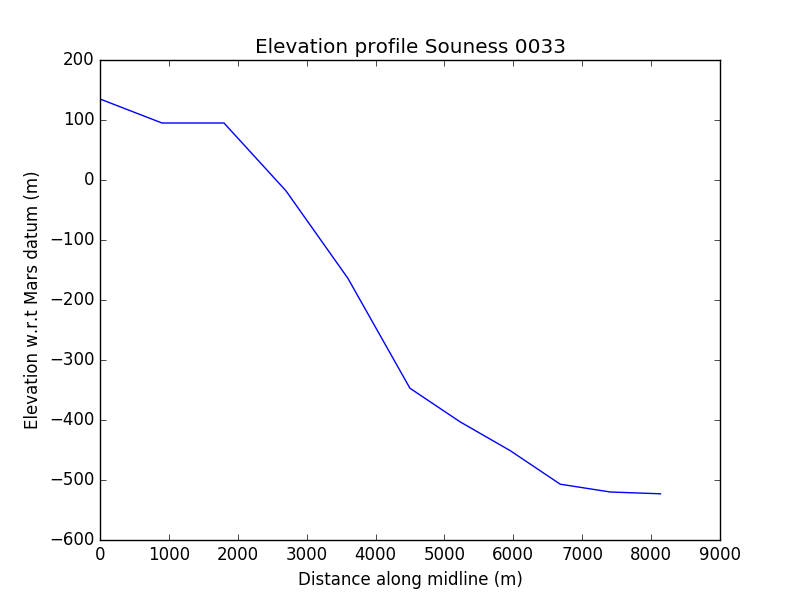 Elevation profile Souness 0033
200
100
0
−100
−200
−300
−400
−500
−600
Elevation w.r.t Mars datum (m)
0 1000 2000 3000 4000 5000 6000 7000 8000 9000
Distance along midline (m)